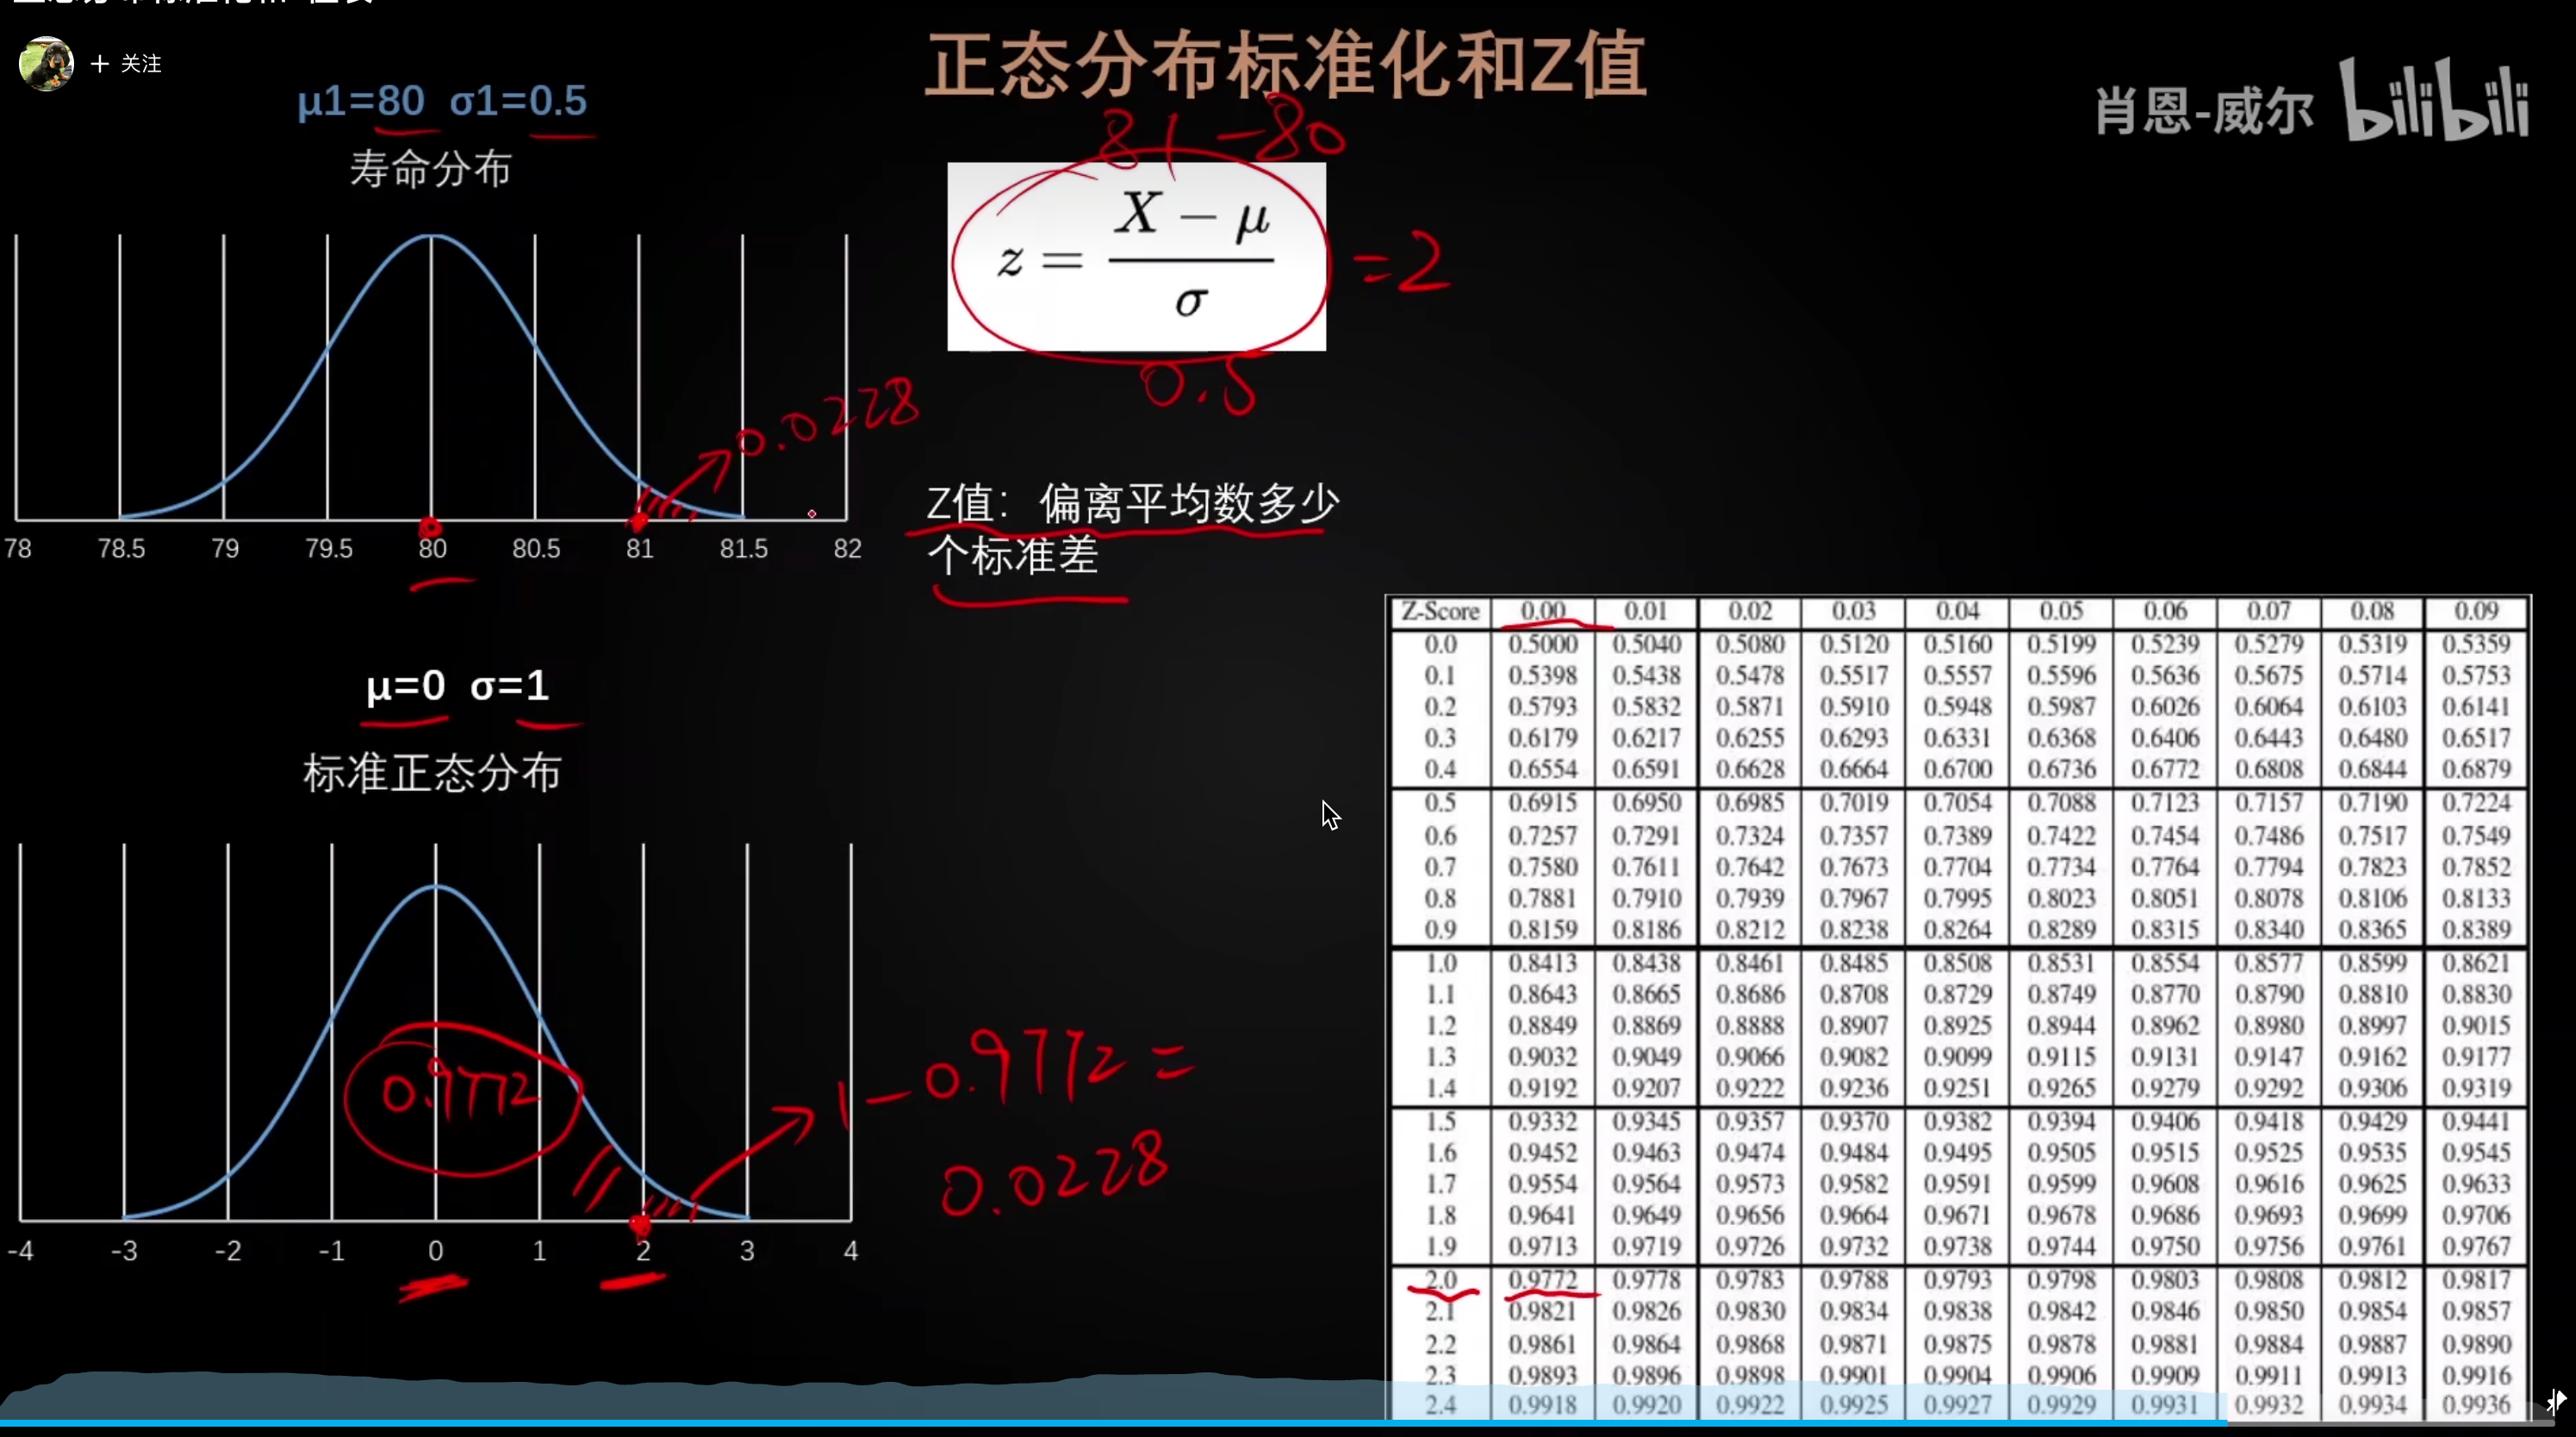 + 关注
正态分布标准化和Z值
肖恩-威尔 bilibili
μ1=80 σ1=0.5
寿命分布
81-80
z = X − μ / σ
=2
0.5
0.0228
78 78.5 79 79.5 80 80.5 81 81.5 82
Z值：偏离平均数多少
个标准差
μ=0 σ=1
标准正态分布
0.9772
1-0.9772=
0.0228
-4 -3 -2 -1 0 1 2 3 4
Z-Score 0.00 0.01 0.02 0.03 0.04 0.05 0.06 0.07 0.08 0.09
0.0 0.5000 0.5040 0.5080 0.5120 0.5160 0.5199 0.5239 0.5279 0.5319 0.5359
0.1 0.5398 0.5438 0.5478 0.5517 0.5557 0.5596 0.5636 0.5675 0.5714 0.5753
0.2 0.5793 0.5832 0.5871 0.5910 0.5948 0.5987 0.6026 0.6064 0.6103 0.6141
0.3 0.6179 0.6217 0.6255 0.6293 0.6331 0.6368 0.6406 0.6443 0.6480 0.6517
0.4 0.6554 0.6591 0.6628 0.6664 0.6700 0.6736 0.6772 0.6808 0.6844 0.6879
0.5 0.6915 0.6950 0.6985 0.7019 0.7054 0.7088 0.7123 0.7157 0.7190 0.7224
0.6 0.7257 0.7291 0.7324 0.7357 0.7389 0.7422 0.7454 0.7486 0.7517 0.7549
0.7 0.7580 0.7611 0.7642 0.7673 0.7704 0.7734 0.7764 0.7794 0.7823 0.7852
0.8 0.7881 0.7910 0.7939 0.7967 0.7995 0.8023 0.8051 0.8078 0.8106 0.8133
0.9 0.8159 0.8186 0.8212 0.8238 0.8264 0.8289 0.8315 0.8340 0.8365 0.8389
1.0 0.8413 0.8438 0.8461 0.8485 0.8508 0.8531 0.8554 0.8577 0.8599 0.8621
1.1 0.8643 0.8665 0.8686 0.8708 0.8729 0.8749 0.8770 0.8790 0.8810 0.8830
1.2 0.8849 0.8869 0.8888 0.8907 0.8925 0.8944 0.8962 0.8980 0.8997 0.9015
1.3 0.9032 0.9049 0.9066 0.9082 0.9099 0.9115 0.9131 0.9147 0.9162 0.9177
1.4 0.9192 0.9207 0.9222 0.9236 0.9251 0.9265 0.9279 0.9292 0.9306 0.9319
1.5 0.9332 0.9345 0.9357 0.9370 0.9382 0.9394 0.9406 0.9418 0.9429 0.9441
1.6 0.9452 0.9463 0.9474 0.9484 0.9495 0.9505 0.9515 0.9525 0.9535 0.9545
1.7 0.9554 0.9564 0.9573 0.9582 0.9591 0.9599 0.9608 0.9616 0.9625 0.9633
1.8 0.9641 0.9649 0.9656 0.9664 0.9671 0.9678 0.9686 0.9693 0.9699 0.9706
1.9 0.9713 0.9719 0.9726 0.9732 0.9738 0.9744 0.9750 0.9756 0.9761 0.9767
2.0 0.9772 0.9778 0.9783 0.9788 0.9793 0.9798 0.9803 0.9808 0.9812 0.9817
2.1 0.9821 0.9826 0.9830 0.9834 0.9838 0.9842 0.9846 0.9850 0.9854 0.9857
2.2 0.9861 0.9864 0.9868 0.9871 0.9875 0.9878 0.9881 0.9884 0.9887 0.9890
2.3 0.9893 0.9896 0.9898 0.9901 0.9904 0.9906 0.9909 0.9911 0.9913 0.9916
2.4 0.9918 0.9920 0.9922 0.9925 0.9927 0.9929 0.9931 0.9932 0.9934 0.9936